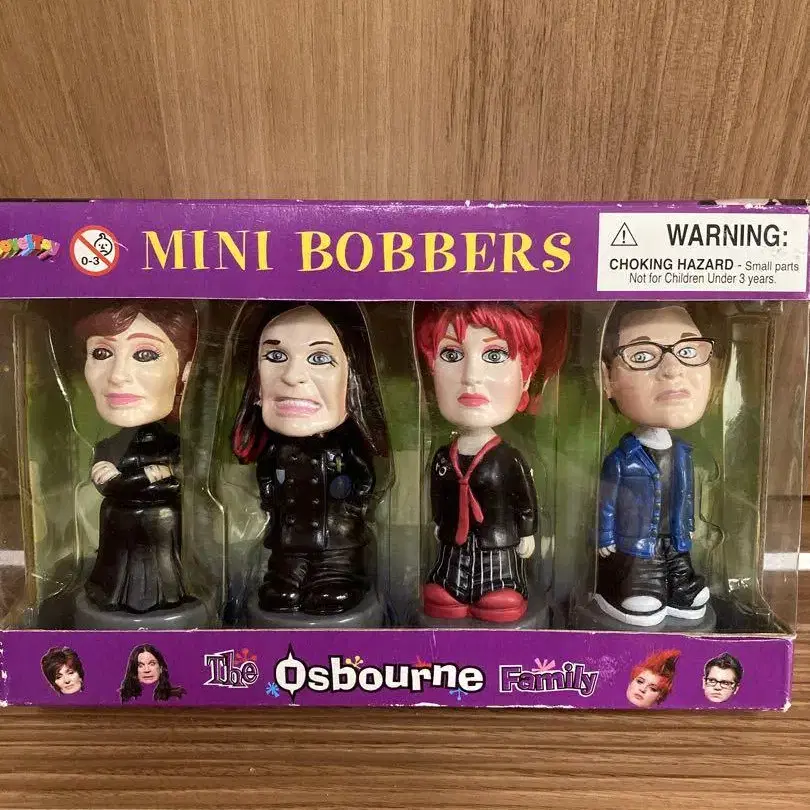 0-3
MINI BOBBERS
WARNING:
CHOKING HAZARD - Small parts
Not for Children Under 3 years.
The Osbourne Family